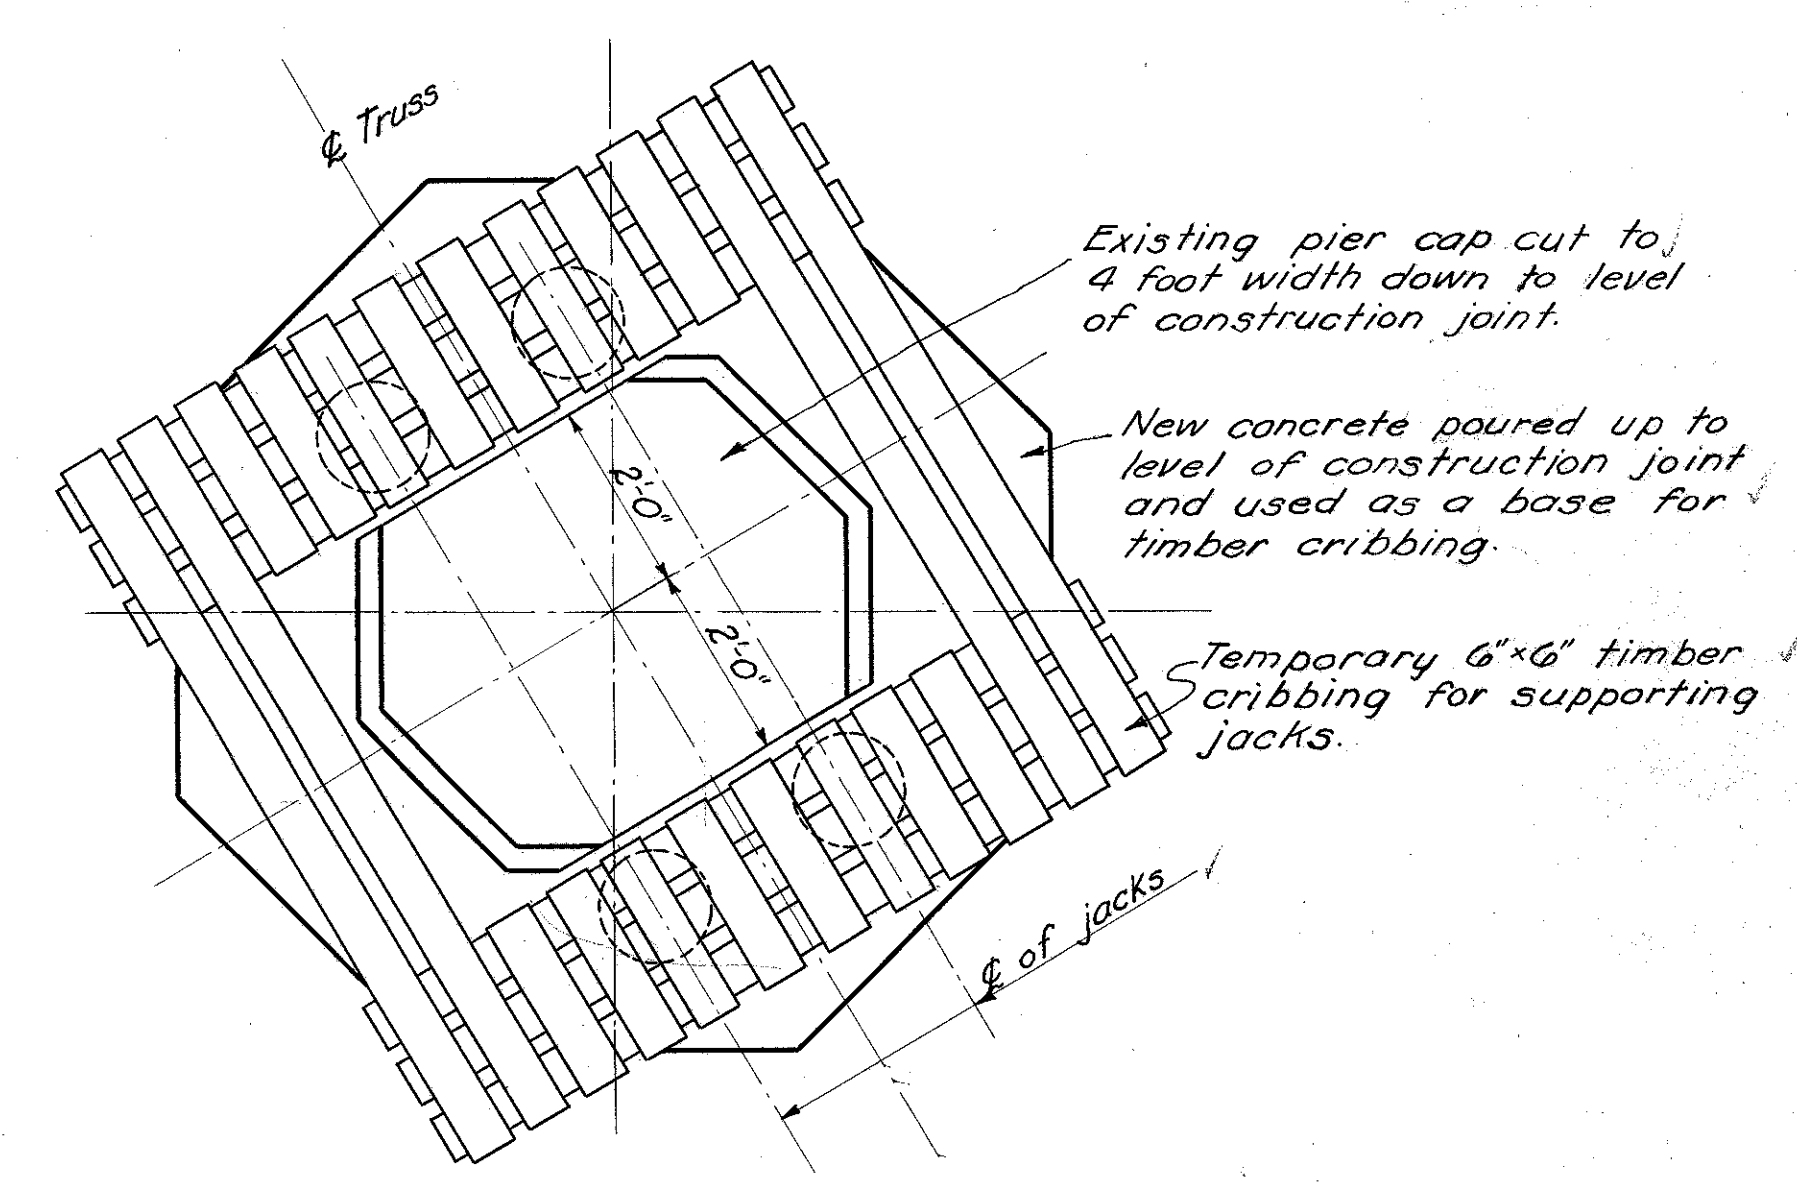 ℄ Truss
Existing pier cap cut to
4 foot width down to level
of construction joint.
New concrete poured up to
level of construction joint
and used as a base for
timber cribbing.
2'-0"
2'-0"
Temporary 6"×6" timber
cribbing for supporting
jacks.
℄ of jacks